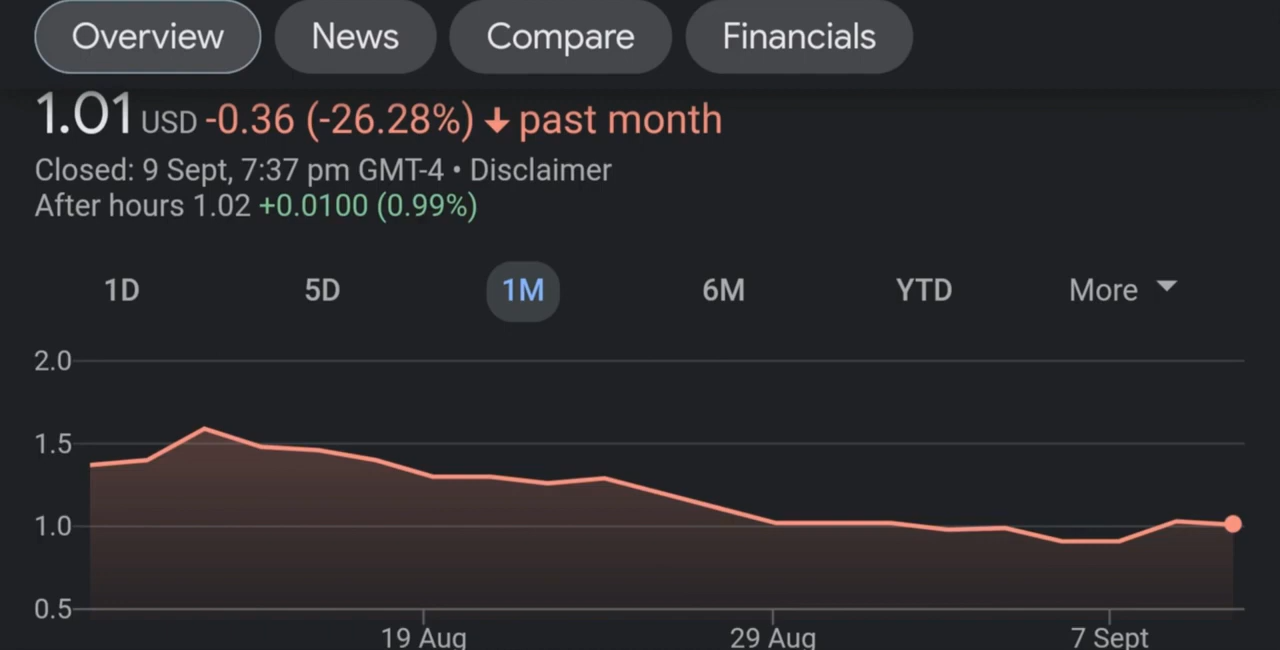 Overview News Compare Financials
1.01 USD -0.36 (-26.28%) ↓ past month
Closed: 9 Sept, 7:37 pm GMT-4 • Disclaimer
After hours 1.02 +0.0100 (0.99%)
1D 5D 1M 6M YTD More
2.0
1.5
1.0
0.5
19 Aug 29 Aug 7 Sept